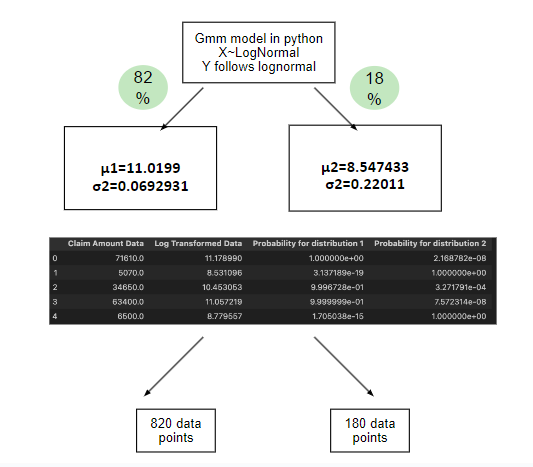 Gmm model in python
X~LogNormal
Y follows lognormal
82
%
18
%
μ1=11.0199
σ2=0.0692931
μ2=8.547433
σ2=0.22011
Claim Amount Data Log Transformed Data Probability for distribution 1 Probability for distribution 2
0 71610.0 11.178990 1.000000e+00 2.168782e-08
1 5070.0 8.531096 3.137189e-19 1.000000e+00
2 34650.0 10.453053 9.996728e-01 3.271791e-04
3 63400.0 11.057219 9.999999e-01 7.572314e-08
4 6500.0 8.779557 1.705038e-15 1.000000e+00
820 data
points
180 data
points